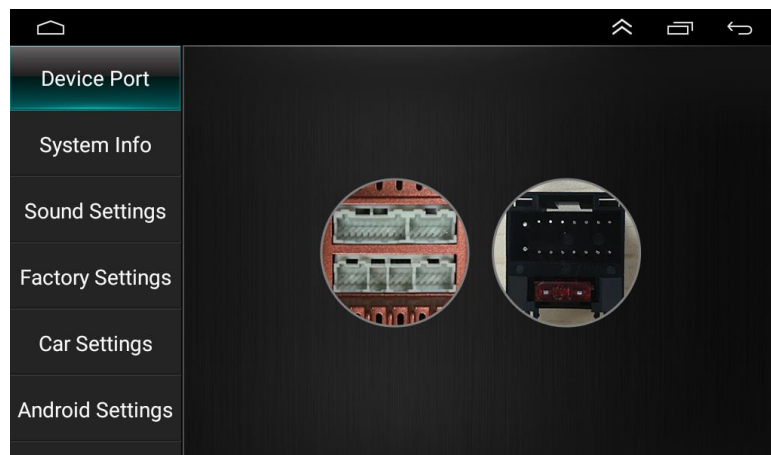 Device Port
System Info
Sound Settings
Factory Settings
Car Settings
Android Settings